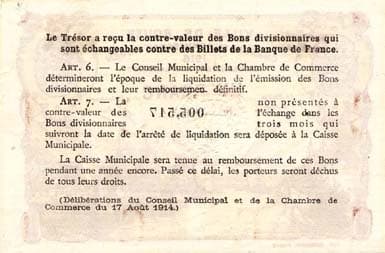 Le Trésor a reçu la contre-valeur des Bons divisionnaires qui
sont échangeables contre des Billets de la Banque de France.
ART. 6. — Le Conseil Municipal et la Chambre de Commerce
détermineront l'époque de la liquidation de l'émission des Bons
divisionnaires et leur remboursement définitif.
ART. 7. — La contre-valeur des Bons divisionnaires non présentés à
l'échange dans les trois mois qui
suivront la date de l'arrêté de liquidation sera déposée à la Caisse
Municipale.
La Caisse Municipale sera tenue au remboursement de ces Bons
pendant une année encore. Passé ce délai, les porteurs seront déchus
de tous leurs droits.
(Délibérations du Conseil Municipal et de la Chambre de
Commerce du 17 Août 1914.)